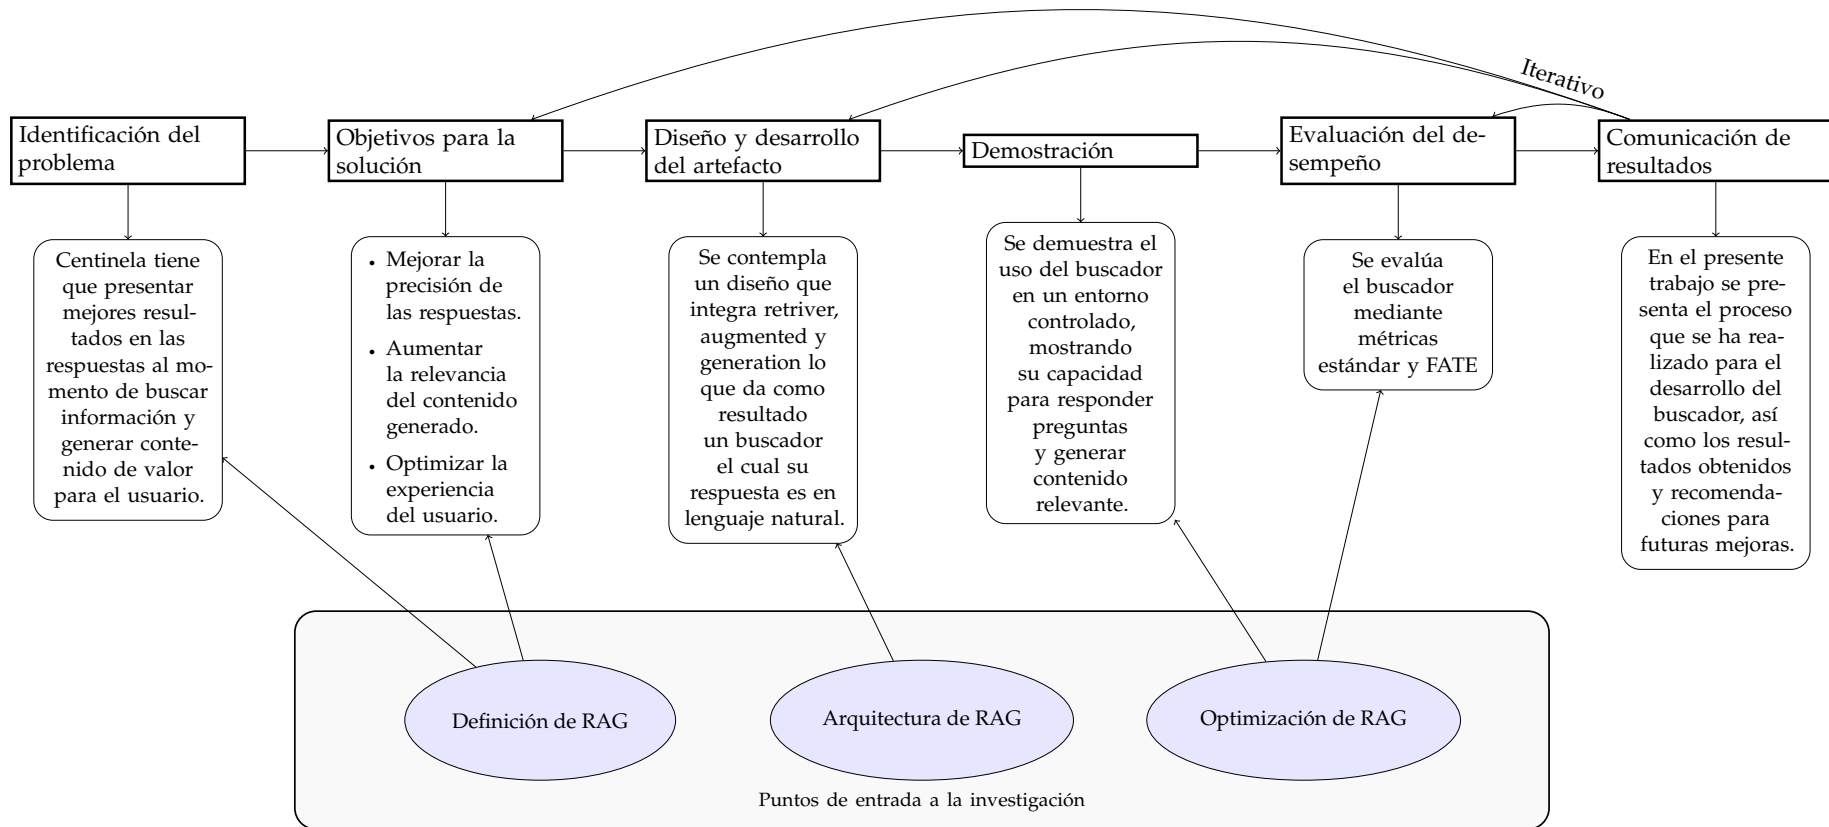 Iterativo
Identificación del
problema
Objetivos para la
solución
Diseño y desarrollo
del artefacto
Demostración
Evaluación del de-
sempeño
Comunicación de
resultados
Centinela tiene
que presentar
mejores resul-
tados en las
respuestas al mo-
mento de buscar
información y
generar conte-
nido de valor
para el usuario.
• Mejorar la
precisión de
las respuestas.
• Aumentar
la relevancia
del contenido
generado.
• Optimizar la
experiencia
del usuario.
Se contempla
un diseño que
integra retriver,
augmented y
generation lo
que da como
resultado
un buscador
el cual su
respuesta es en
lenguaje natural.
Se demuestra el
uso del buscador
en un entorno
controlado,
mostrando
su capacidad
para responder
preguntas
y generar
contenido
relevante.
Se evalúa
el buscador
mediante
métricas
estándar y FATE
En el presente
trabajo se pre-
senta el proceso
que se ha rea-
lizado para el
desarrollo del
buscador, así
como los resul-
tados obtenidos
y recomenda-
ciones para
futuras mejoras.
Definición de RAG
Arquitectura de RAG
Optimización de RAG
Puntos de entrada a la investigación